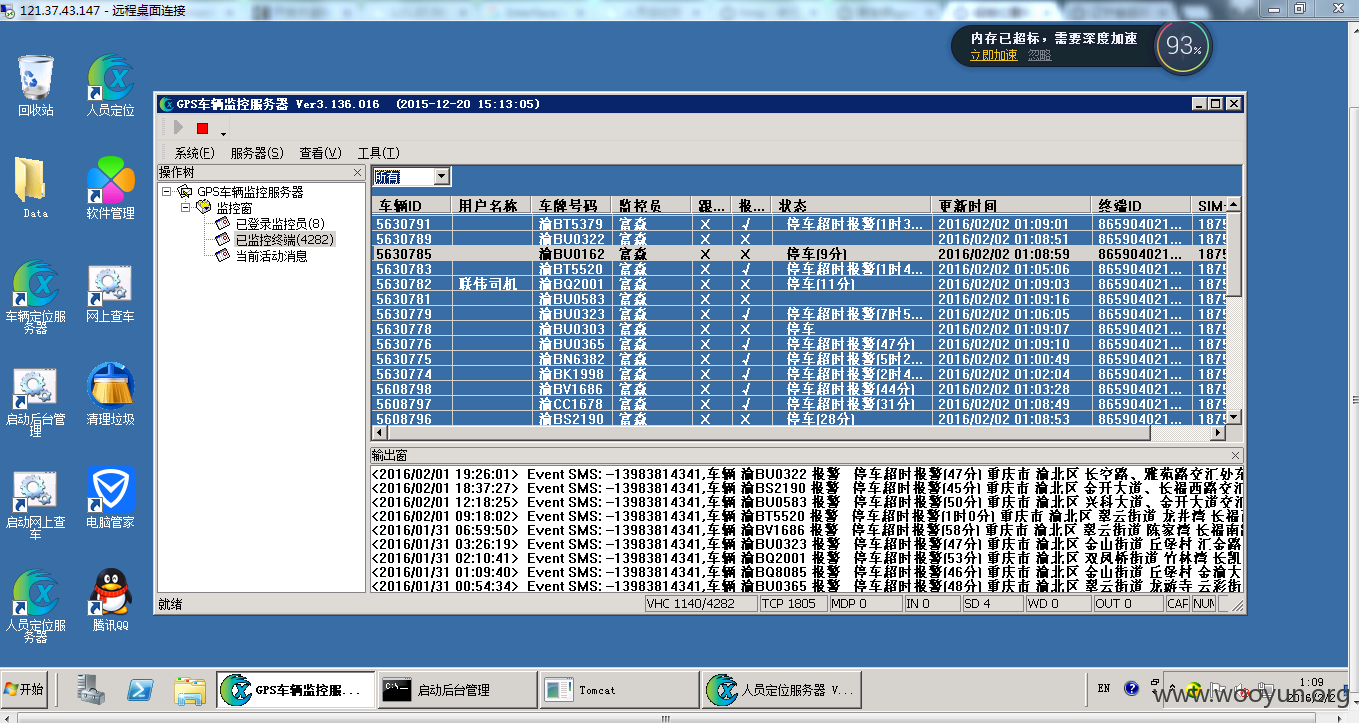 121.37.43.147 - 远程桌面连接
内存已超标，需要深度加速
立即加速 忽略
93%
回收站
人员定位
Data
软件管理
车辆定位服务器
网上查车
启动后台管理
清理垃圾
启动网上查车
电脑管家
人员定位服务器
腾讯QQ
GPS车辆监控服务器 Ver3.136.016 (2015-12-20 15:13:05)
系统(E) 服务器(S) 查看(V) 工具(T)
操作树
GPS车辆监控服务器
监控窗
已登录监控员(8)
已监控终端(4282)
当前活动消息
所有
车辆ID 用户名称 车牌号码 监控员 跟... 报... 状态 更新时间 终端ID SIM
5630791 渝BT5379 富淼 X √ 停车超时报警(1时3... 2016/02/02 01:09:01 865904021... 1875
5630789 渝BU0322 富淼 X X 2016/02/02 01:08:51 865904021... 1875
5630785 渝BU0162 富淼 X X 停车(9分) 2016/02/02 01:08:59 865904021... 1875
5630783 渝BT5520 富淼 X √ 停车超时报警(1时4... 2016/02/02 01:05:06 865904021... 1875
5630782 联伟司机 渝BQ2001 富淼 X X 停车(11分) 2016/02/02 01:09:03 865904021... 1875
5630781 渝BU0583 富淼 X X 2016/02/02 01:09:16 865904021... 1875
5630779 渝BU0323 富淼 X √ 停车超时报警(7时5... 2016/02/02 01:06:05 865904021... 1875
5630778 渝BU0303 富淼 X X 停车 2016/02/02 01:09:07 865904021... 1875
5630776 渝BU0365 富淼 X √ 停车超时报警(47分) 2016/02/02 01:09:10 865904021... 1875
5630775 渝BN6382 富淼 X √ 停车超时报警(5时2... 2016/02/02 01:00:49 865904021... 1875
5630774 渝BK1998 富淼 X √ 停车超时报警(2时4... 2016/02/02 01:02:04 865904021... 1875
5608798 渝BV1686 富淼 X √ 停车超时报警(44分) 2016/02/02 01:03:28 865904021... 1875
5608797 渝CC1678 富淼 X √ 停车超时报警(31分) 2016/02/02 01:08:49 865904021... 1875
5608796 渝BS2190 富淼 X X 停车(28分) 2016/02/02 01:08:53 865904021... 1875
输出窗
<2016/02/01 19:26:01> Event SMS: -13983814341,车辆 渝BU0322 报警 停车超时报警(47分) 重庆市 渝北区 长空路、雅苑路交汇处东
<2016/02/01 18:37:27> Event SMS: -13983814341,车辆 渝BS2190 报警 停车超时报警(45分) 重庆市 渝北区 金开大道、长福西路交汇
<2016/02/01 12:18:25> Event SMS: -13983814341,车辆 渝BU0583 报警 停车超时报警(50分) 重庆市 渝北区 兴科大道、金开大道交汇
<2016/02/01 09:18:02> Event SMS: -13983814341,车辆 渝BT5520 报警 停车超时报警(1时0分) 重庆市 渝北区 翠云街道 龙井湾 长福
<2016/01/31 06:59:50> Event SMS: -13983814341,车辆 渝BV1686 报警 停车超时报警(58分) 重庆市 渝北区 翠云街道 陈家湾 长福南
<2016/01/31 03:26:19> Event SMS: -13983814341,车辆 渝BU0323 报警 停车超时报警(47分) 重庆市 渝北区 金山街道 丘堡村 汇金路
<2016/01/31 02:10:41> Event SMS: -13983814341,车辆 渝BQ2001 报警 停车超时报警(53分) 重庆市 渝北区 双凤桥街道 竹林湾 长凯
<2016/01/31 01:09:40> Event SMS: -13983814341,车辆 渝BQ8085 报警 停车超时报警(46分) 重庆市 渝北区 金山街道 丘堡村 金渝大
<2016/01/31 00:54:34> Event SMS: -13983814341,车辆 渝BU0365 报警 停车超时报警(48分) 重庆市 渝北区 翠云街道 龙頭寺 云彩街
就绪 VHC 1140/4282 TCP 1805 MDP 0 IN 0 SD 4 WD 0 OUT 0 CAP NUM
开始 GPS车辆监控服... 启动后台管理 Tomcat 人员定位服务器 V... EN 1:09
2016/2/2
www.wooyun.org